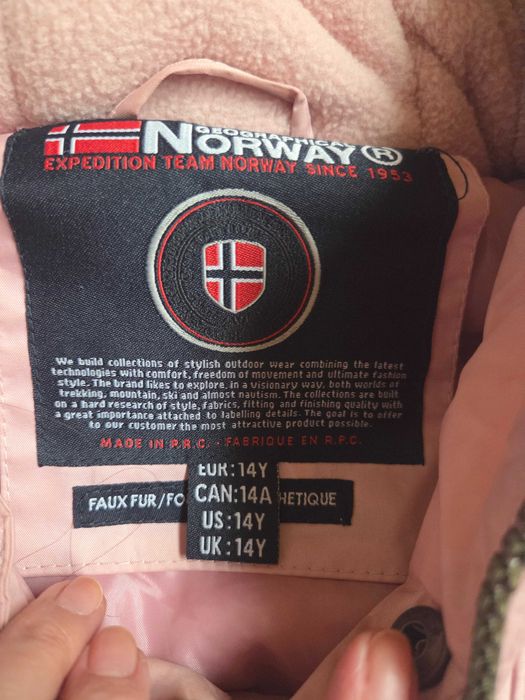 GEOGRAPHICAL
NORWAY ®
EXPEDITION TEAM NORWAY SINCE 1953
We build collections of stylish outdoor wear combining the latest
technologies with comfort, freedom of movement and ultimate fashion
style. The brand likes to explore, in a visionary way, both worlds of
trekking, mountain, ski and almost nautism. The collections are built
on a hard research of style, fabrics, fitting and finishing quality with
a great importance attached to labelling details. The goal is to offer
to our customer the most attractive product possible.
MADE IN P.R.C. - FABRIQUE EN R.P.C.
EUR:14Y
CAN:14A
US:14Y
UK:14Y
FAUX FUR/FO HETIQUE